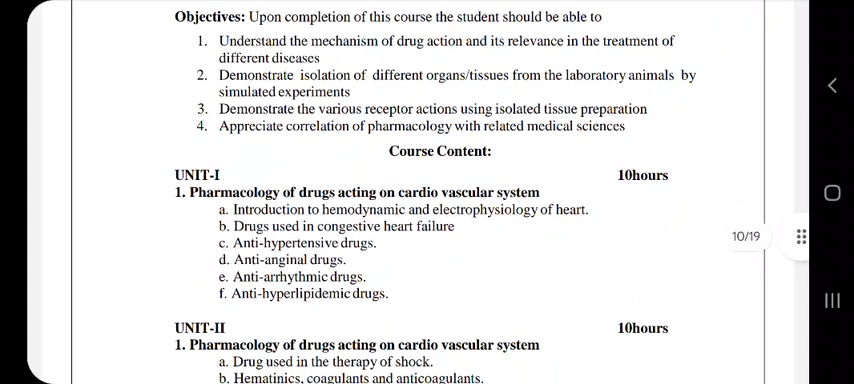 Objectives: Upon completion of this course the student should be able to
1. Understand the mechanism of drug action and its relevance in the treatment of
different diseases
2. Demonstrate isolation of different organs/tissues from the laboratory animals by
simulated experiments
3. Demonstrate the various receptor actions using isolated tissue preparation
4. Appreciate correlation of pharmacology with related medical sciences
Course Content:
UNIT-I 10hours
1. Pharmacology of drugs acting on cardio vascular system
a. Introduction to hemodynamic and electrophysiology of heart.
b. Drugs used in congestive heart failure
c. Anti-hypertensive drugs.
10/19
d. Anti-anginal drugs.
e. Anti-arrhythmic drugs.
f. Anti-hyperlipidemic drugs.
UNIT-II 10hours
1. Pharmacology of drugs acting on cardio vascular system
a. Drug used in the therapy of shock.
b. Hematinics, coagulants and anticoagulants.